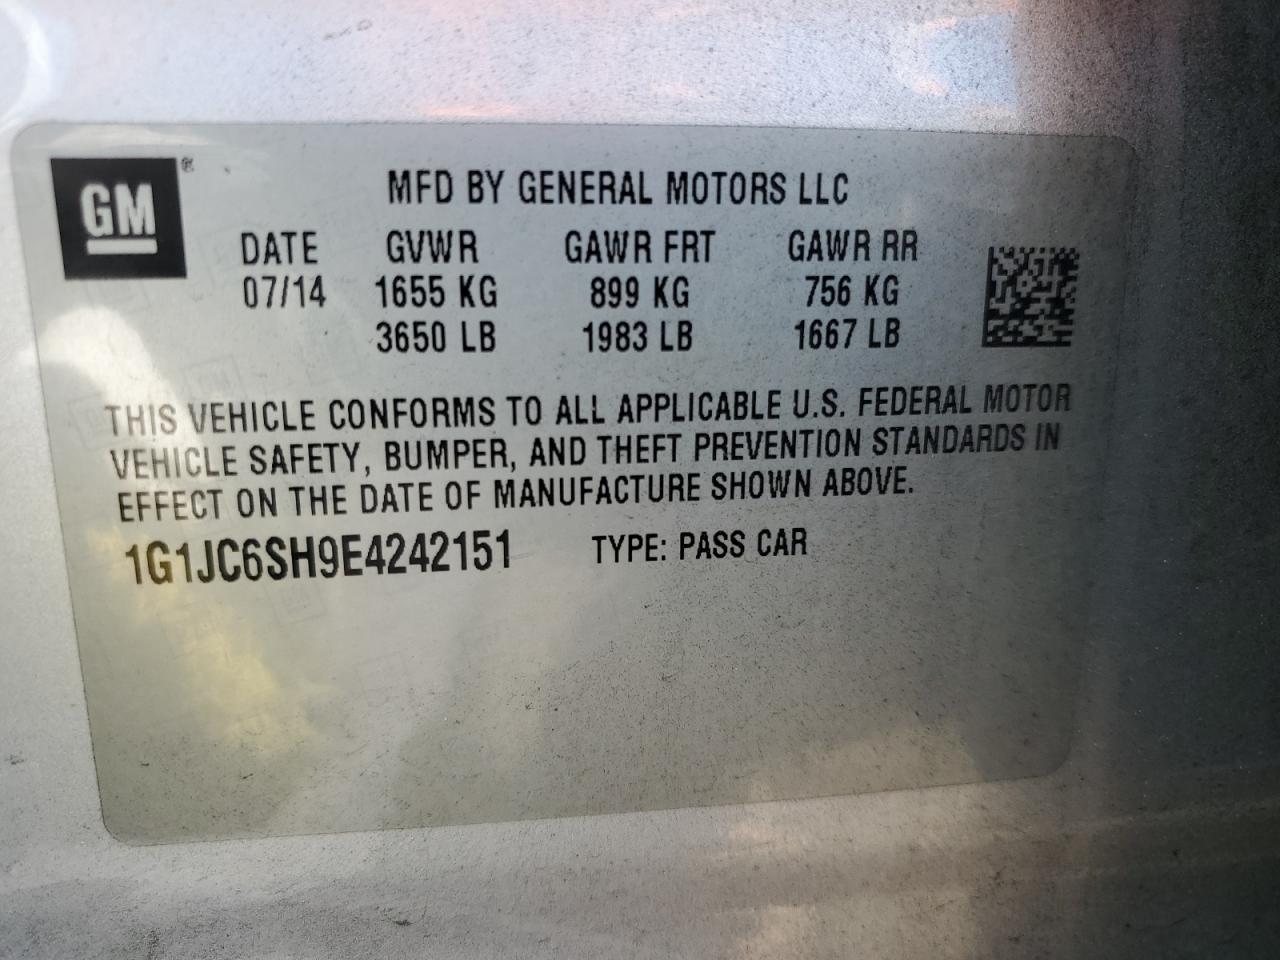 GM ®
MFD BY GENERAL MOTORS LLC
DATE GVWR GAWR FRT GAWR RR
07/14 1655 KG 899 KG 756 KG
3650 LB 1983 LB 1667 LB
THIS VEHICLE CONFORMS TO ALL APPLICABLE U.S. FEDERAL MOTOR
VEHICLE SAFETY, BUMPER, AND THEFT PREVENTION STANDARDS IN
EFFECT ON THE DATE OF MANUFACTURE SHOWN ABOVE.
1G1JC6SH9E4242151 TYPE: PASS CAR